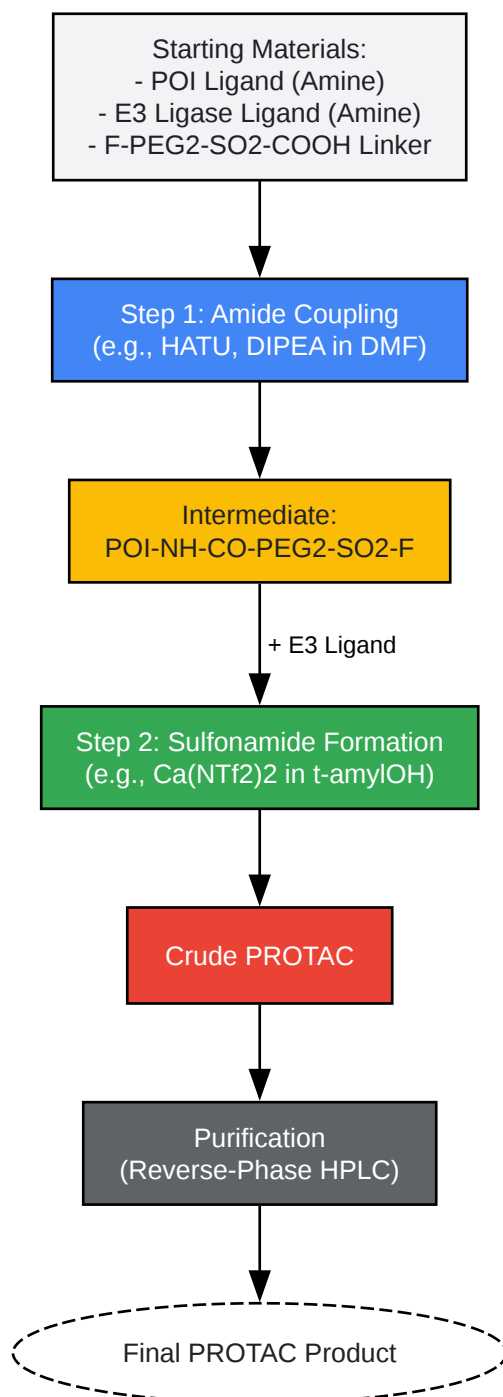 Starting Materials:
- POI Ligand (Amine)
- E3 Ligase Ligand (Amine)
- F-PEG2-SO2-COOH Linker
Step 1: Amide Coupling
(e.g., HATU, DIPEA in DMF)
Intermediate:
POI-NH-CO-PEG2-SO2-F
+ E3 Ligand
Step 2: Sulfonamide Formation
(e.g., Ca(NTf2)2 in t-amylOH)
Crude PROTAC
Purification
(Reverse-Phase HPLC)
Final PROTAC Product